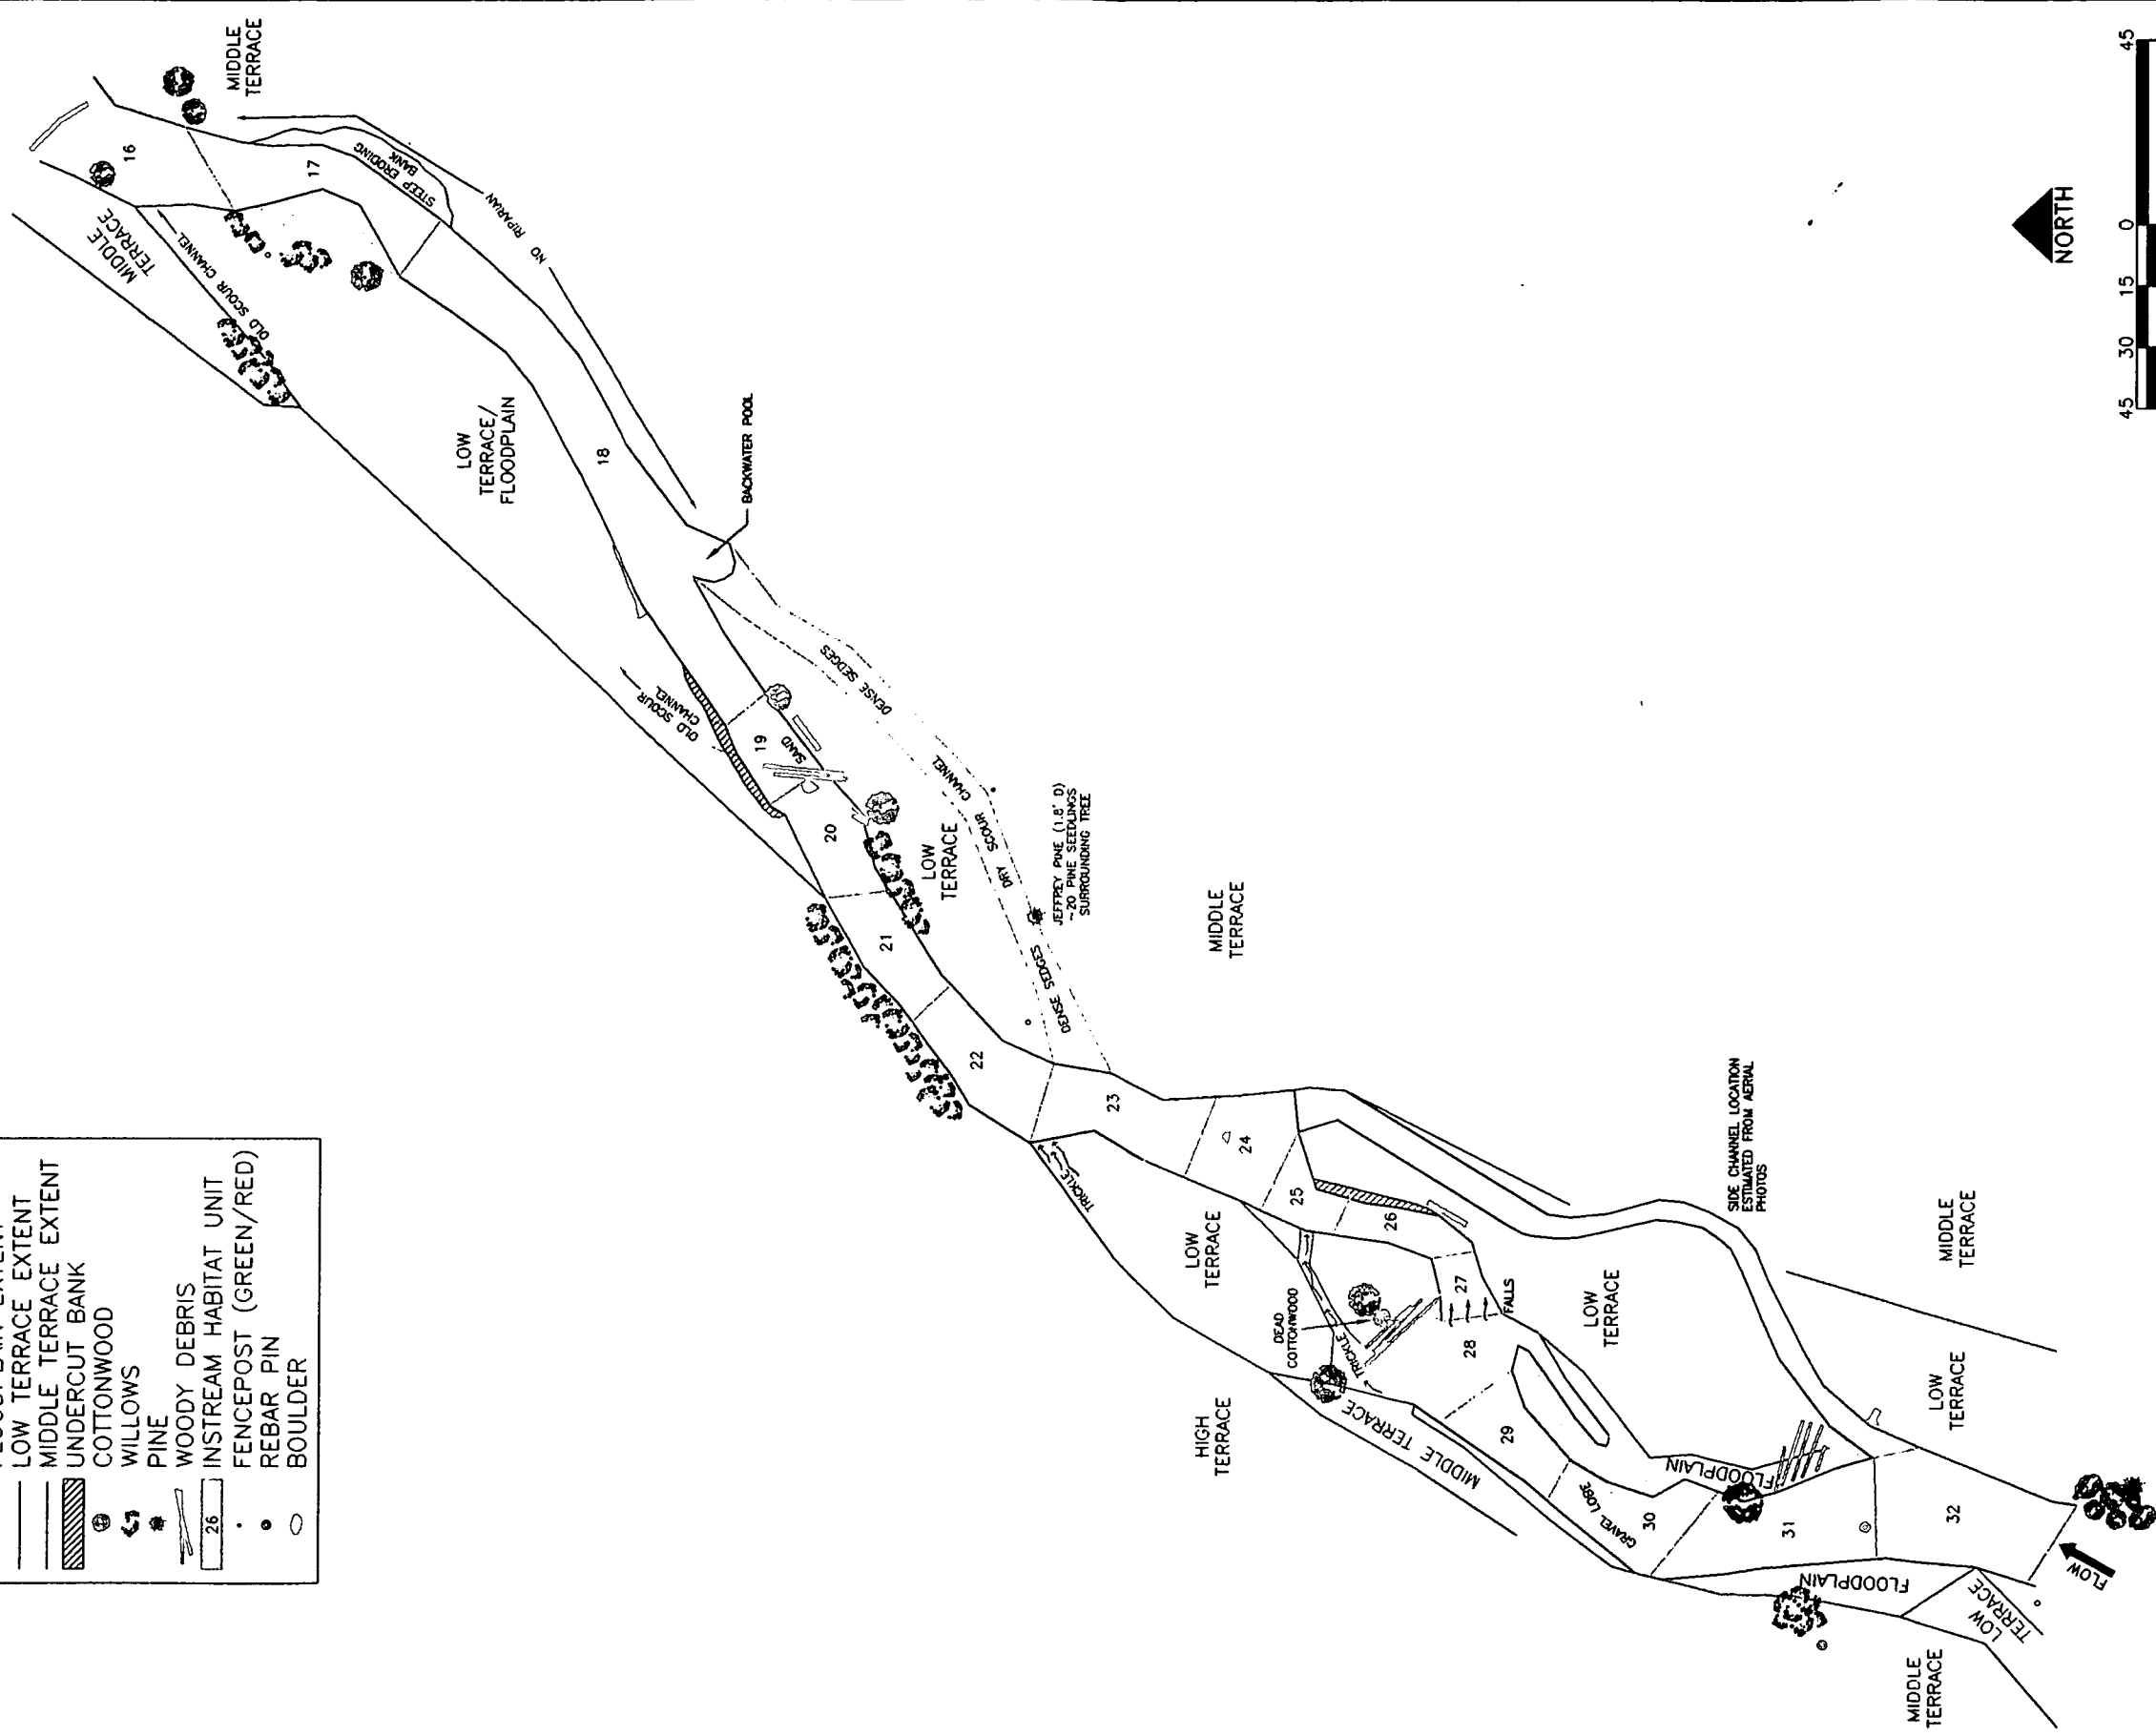 LOW TERRACE EXTENT
MIDDLE TERRACE EXTENT
UNDERCUT BANK
COTTONWOOD
WILLOWS
PINE
WOODY DEBRIS
26
INSTREAM HABITAT UNIT
FENCEPOST (GREEN/RED)
REBAR PIN
BOULDER
MIDDLE
TERRACE
16
MIDDLE
TERRACE
17
STEEP ERODING
BANK
OLD SCOUR CHANNEL
NO RIPARIAN
LOW
TERRACE/
FLOODPLAIN
18
BACKWATER POOL
OLD SCOUR
CHANNEL
19
SAND
DENSE SEDGES
20
LOW
TERRACE
DRY SCOUR CHANNEL
JEFFREY PINE (1.8' D)
~20 PINE SEEDLINGS
SURROUNDING TREE
21
DENSE SEDGES
MIDDLE
TERRACE
22
23
TRICKLE
24
25
LOW
TERRACE
26
SIDE CHANNEL LOCATION
ESTIMATED FROM AERIAL
PHOTOS
MIDDLE
TERRACE
DEAD
COTTONWOOD
27
FALLS
TRICKLE
28
LOW
TERRACE
HIGH
TERRACE
MIDDLE TERRACE
29
LOW
TERRACE
GRAVEL LOBE
FLOODPLAIN
30
31
32
FLOODPLAIN
FLOW
LOW
TERRACE
MIDDLE
TERRACE
NORTH
45
30
15
0
45